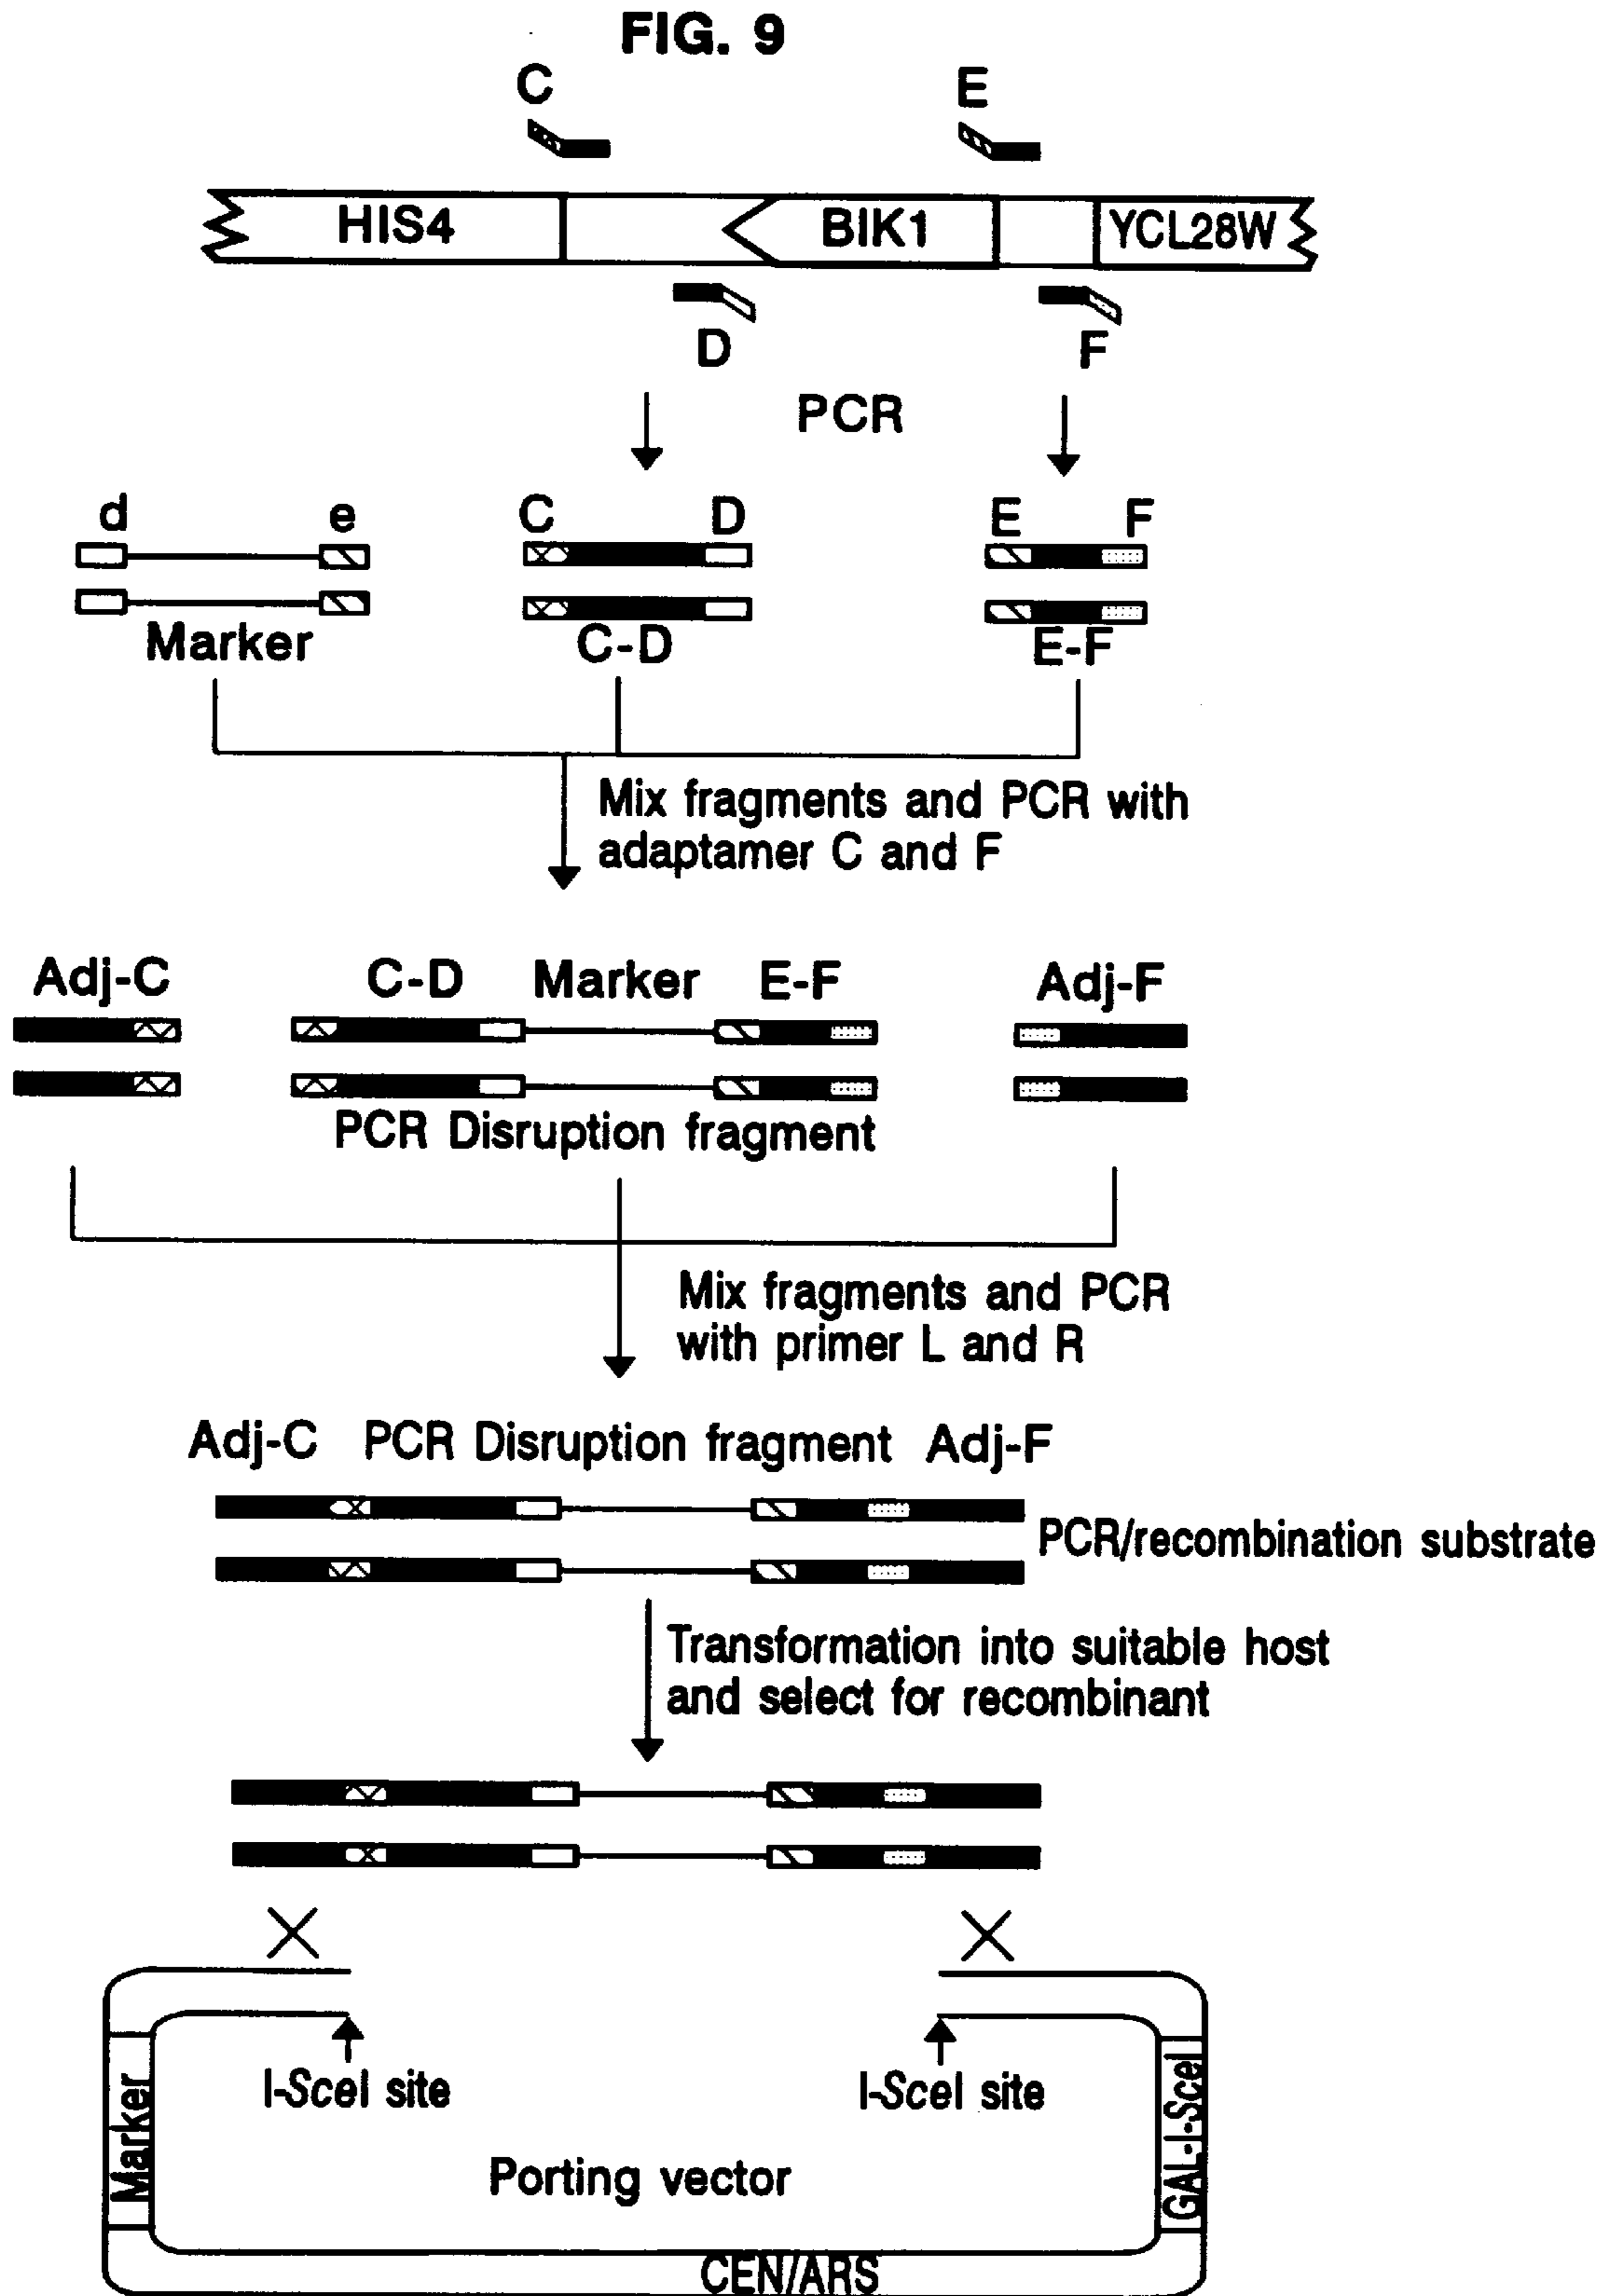 FIG. 9
C E
HIS4 BIK1 YCL28W
D F
PCR
d e C D E F
Marker C-D E-F
Mix fragments and PCR with
adaptamer C and F
Adj-C C-D Marker E-F Adj-F
PCR Disruption fragment
Mix fragments and PCR
with primer L and R
Adj-C PCR Disruption fragment Adj-F
PCR/recombination substrate
Transformation into suitable host
and select for recombinant
I-SceI site I-SceI site
Marker
GAL-I-SceI
Porting vector
CEN/ARS